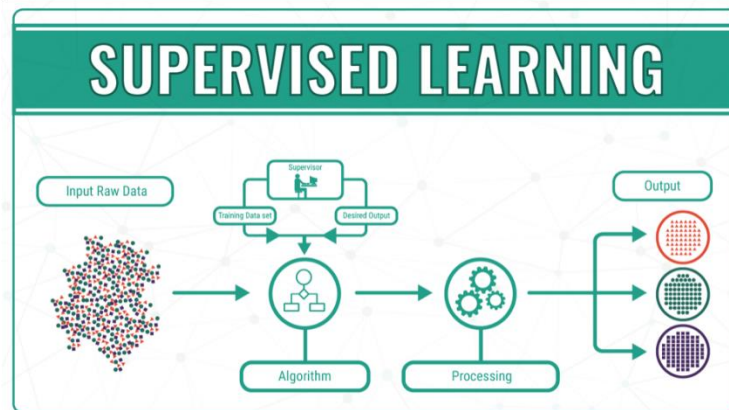 SUPERVISED LEARNING
Supervisor
Input Raw Data
Output
Training Data set
Desired Output
Algorithm
Processing